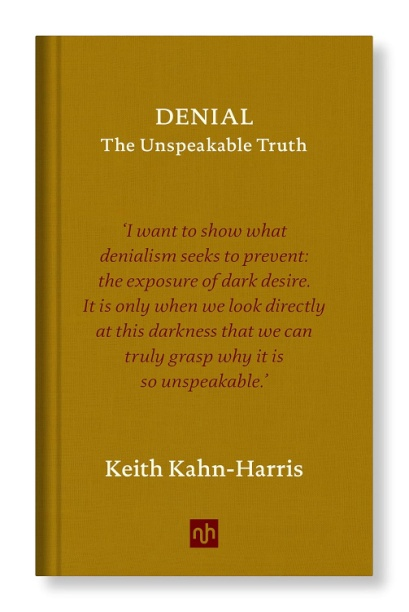 DENIAL
The Unspeakable Truth
‘I want to show what
denialism seeks to prevent:
the exposure of dark desire.
It is only when we look directly
at this darkness that we can
truly grasp why it is
so unspeakable.’
Keith Kahn-Harris
nh